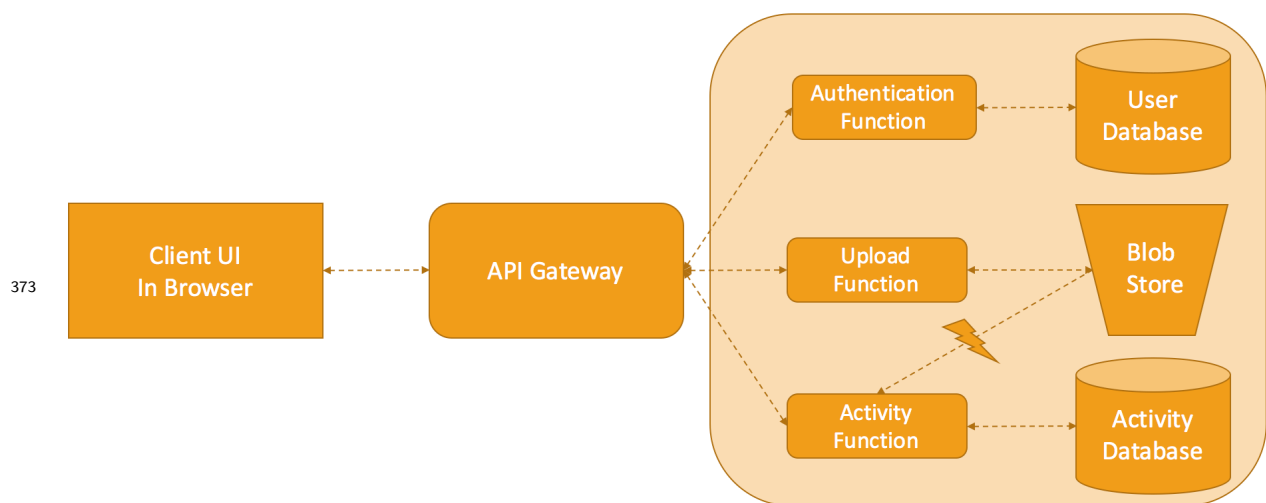 Authentication
Function
User
Database
373
Client UI
In Browser
API Gateway
Upload
Function
Blob
Store
Activity
Function
Activity
Database